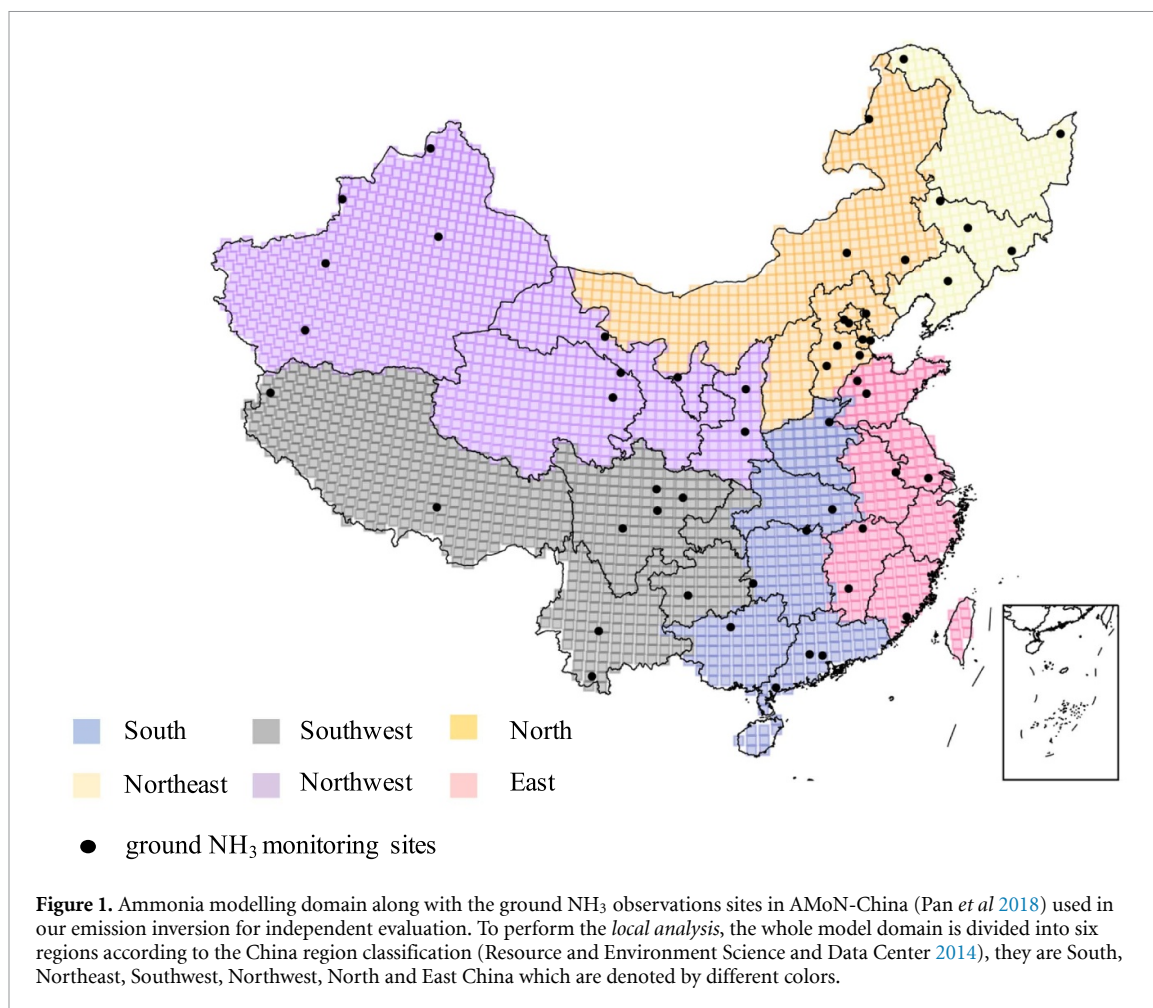 South Southwest North
Northeast Northwest East
ground NH₃ monitoring sites
Figure 1. Ammonia modelling domain along with the ground NH₃ observations sites in AMoN-China (Pan et al 2018) used in
our emission inversion for independent evaluation. To perform the local analysis, the whole model domain is divided into six
regions according to the China region classification (Resource and Environment Science and Data Center 2014), they are South,
Northeast, Southwest, Northwest, North and East China which are denoted by different colors.